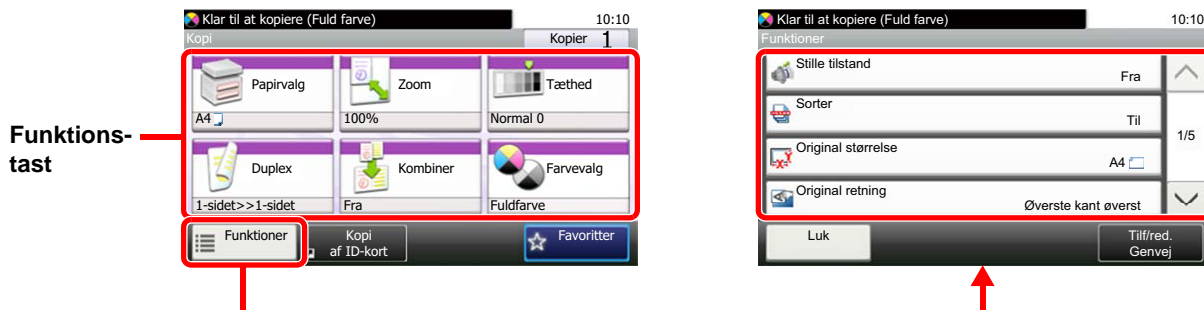 Funktions-
tast
Klar til at kopiere (Fuld farve) 10:10
Kopi Kopier 1
Papirvalg Zoom Tæthed
A4 100% Normal 0
Duplex Kombiner Farvevalg
1-sidet>>1-sidet Fra Fuldfarve
Funktioner Kopi Favoritter
af ID-kort
Klar til at kopiere (Fuld farve) 10:10
Funktioner
Stille tilstand
Fra
Sorter
Til
1/5
Original størrelse
A4
Original retning
Øverste kant øverst
Luk Tilf/red.
Genvej